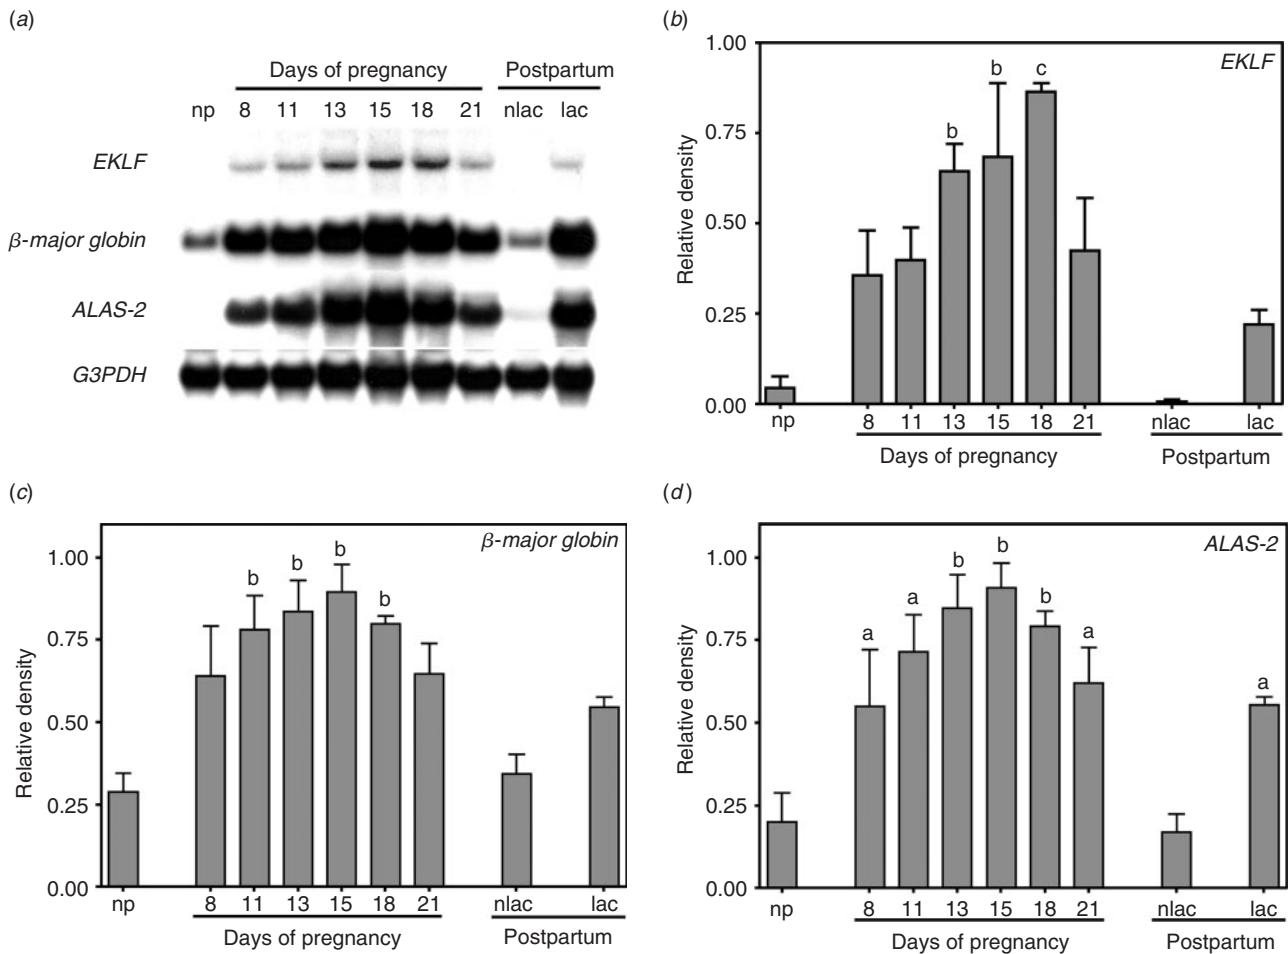 (a)
Days of pregnancy Postpartum
np 8 11 13 15 18 21 nlac lac
EKLF
β-major globin
ALAS-2
G3PDH
(b)
EKLF
Relative density
1.00
0.75
0.50
0.25
0.00
b b c
np 8 11 13 15 18 21 nlac lac
Days of pregnancy Postpartum
(c)
β-major globin
Relative density
1.00
0.75
0.50
0.25
0.00
b b b b
np 8 11 13 15 18 21 nlac lac
Days of pregnancy Postpartum
(d)
ALAS-2
Relative density
1.00
0.75
0.50
0.25
0.00
a a b b b a a
np 8 11 13 15 18 21 nlac lac
Days of pregnancy Postpartum